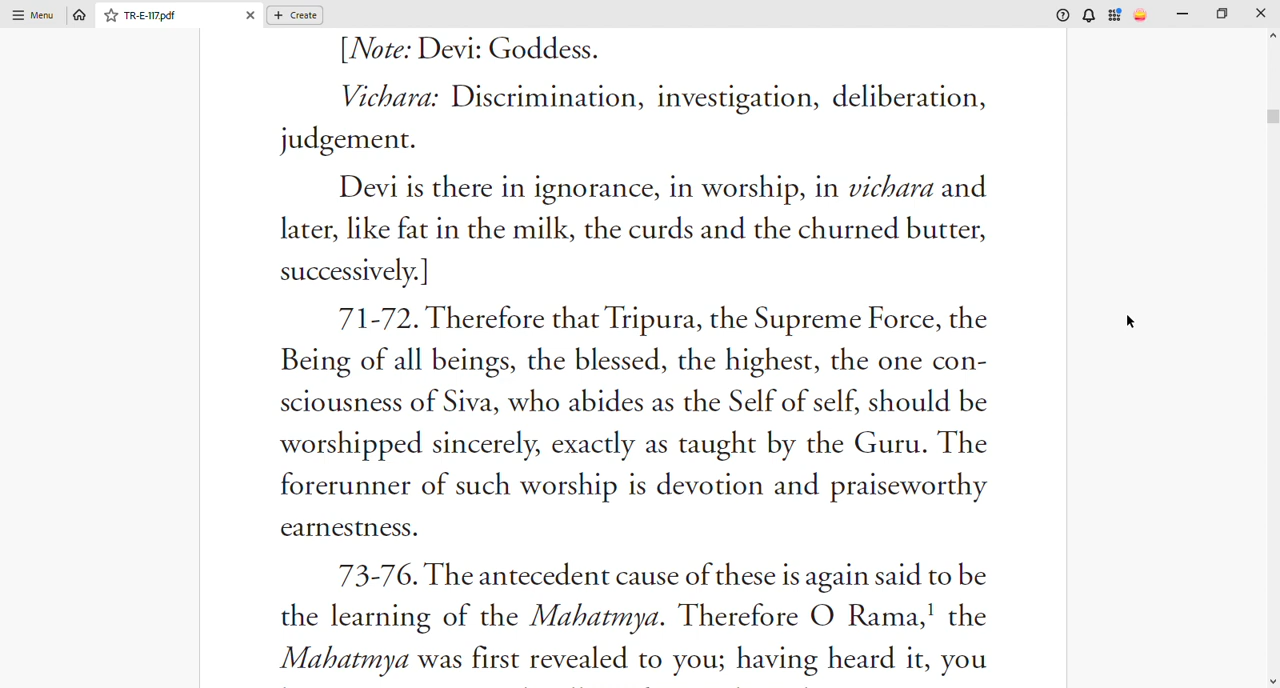 Menu
TR-E-117.pdf
+ Create
[Note: Devi: Goddess.
Vichara: Discrimination, investigation, deliberation,
judgement.
Devi is there in ignorance, in worship, in vichara and
later, like fat in the milk, the curds and the churned butter,
successively.]
71-72. Therefore that Tripura, the Supreme Force, the
Being of all beings, the blessed, the highest, the one con-
sciousness of Siva, who abides as the Self of self, should be
worshipped sincerely, exactly as taught by the Guru. The
forerunner of such worship is devotion and praiseworthy
earnestness.
73-76. The antecedent cause of these is again said to be
the learning of the Mahatmya. Therefore O Rama,¹ the
Mahatmya was first revealed to you; having heard it, you